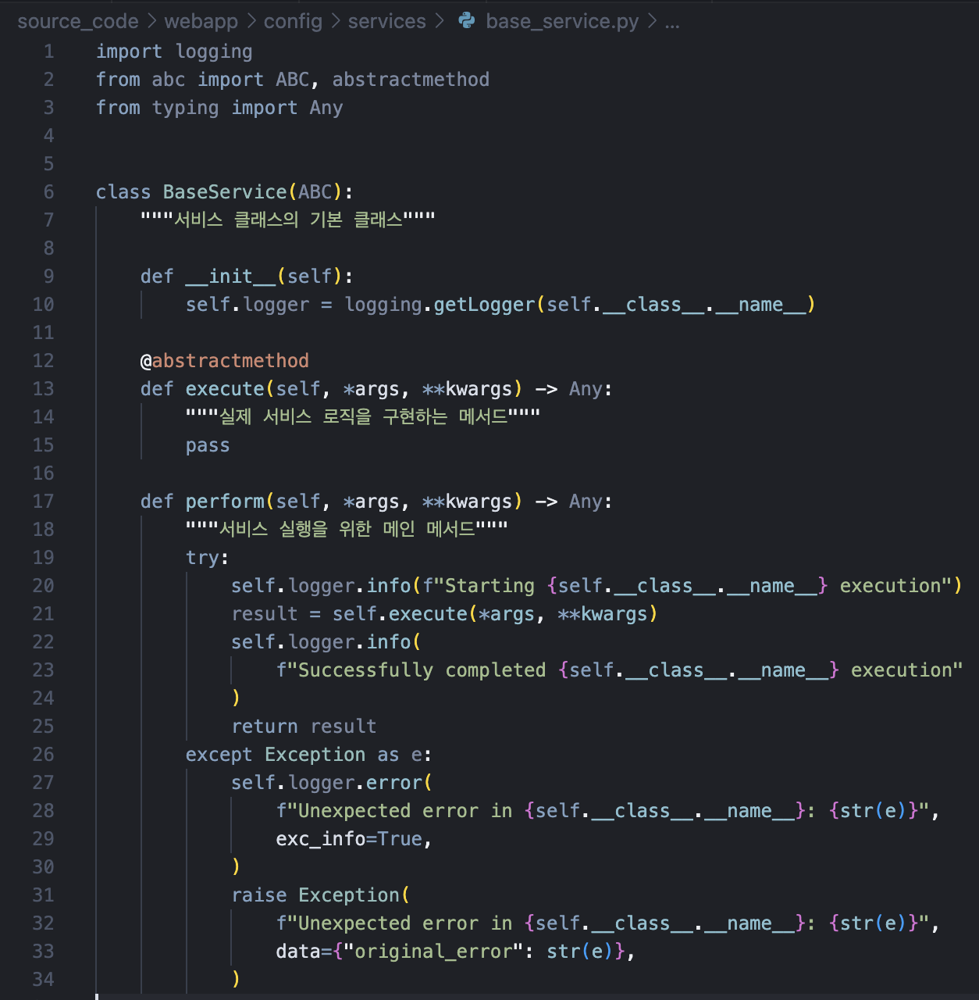 source_code > webapp > config > services > base_service.py > ...
1 import logging
2 from abc import ABC, abstractmethod
3 from typing import Any
4
5
6 class BaseService(ABC):
7     """서비스 클래스의 기본 클래스"""
8
9     def __init__(self):
10         self.logger = logging.getLogger(self.__class__.__name__)
11
12     @abstractmethod
13     def execute(self, *args, **kwargs) -> Any:
14         """실제 서비스 로직을 구현하는 메서드"""
15         pass
16
17     def perform(self, *args, **kwargs) -> Any:
18         """서비스 실행을 위한 메인 메서드"""
19         try:
20             self.logger.info(f"Starting {self.__class__.__name__} execution")
21             result = self.execute(*args, **kwargs)
22             self.logger.info(
23                 f"Successfully completed {self.__class__.__name__} execution"
24             )
25             return result
26         except Exception as e:
27             self.logger.error(
28                 f"Unexpected error in {self.__class__.__name__}: {str(e)}",
29                 exc_info=True,
30             )
31             raise Exception(
32                 f"Unexpected error in {self.__class__.__name__}: {str(e)}",
33                 data={"original_error": str(e)},
34             )